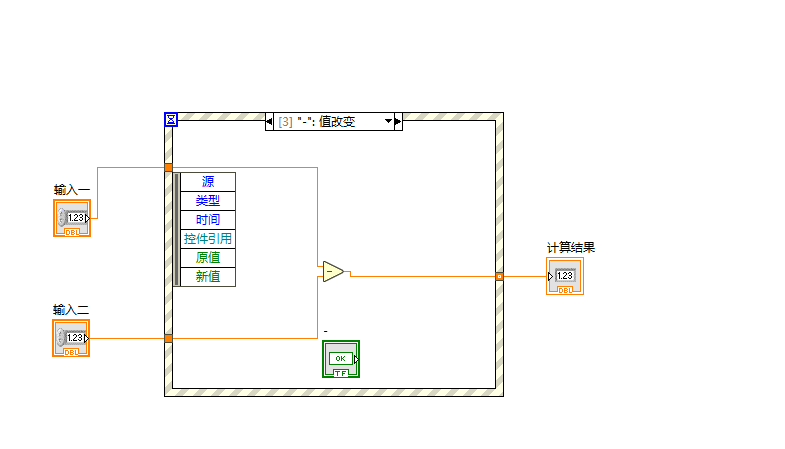 [3] "-": 值改变
输入一
1.23
DBL
源
类型
时间
控件引用
原值
新值
计算结果
1.23
DBL
输入二
1.23
DBL
-
-
OK
TF